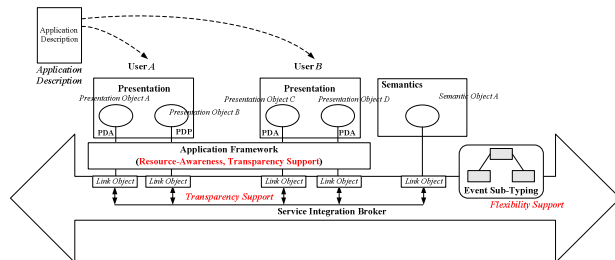 Application
Description
Application
Description
User A
User B
Presentation
Presentation
Semantics
Presentation Object A
Presentation Object B
Presentation Object C
Presentation Object D
Semantic Object A
PDA
PDP
PDA
PDA
Application Framework
(Resource-Awareness, Transparency Support)
Link Object
Link Object
Link Object
Link Object
Link Object
Event Sub-Typing
Transparency Support
Flexibility Support
Service Integration Broker